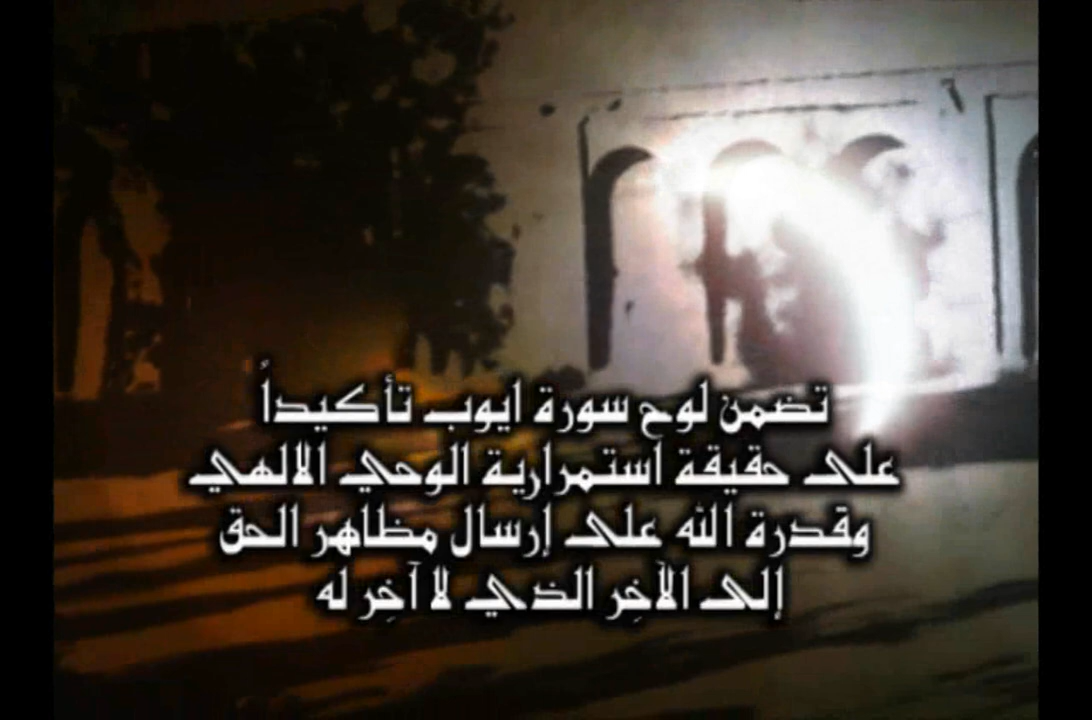 تضمن لوح سورة ايوب تأكيداً
على حقيقة استمرارية الوحي الالهي
وقدرة الله على إرسال مظاهر الحق
إلى الآخِر الذي لا آخِر له